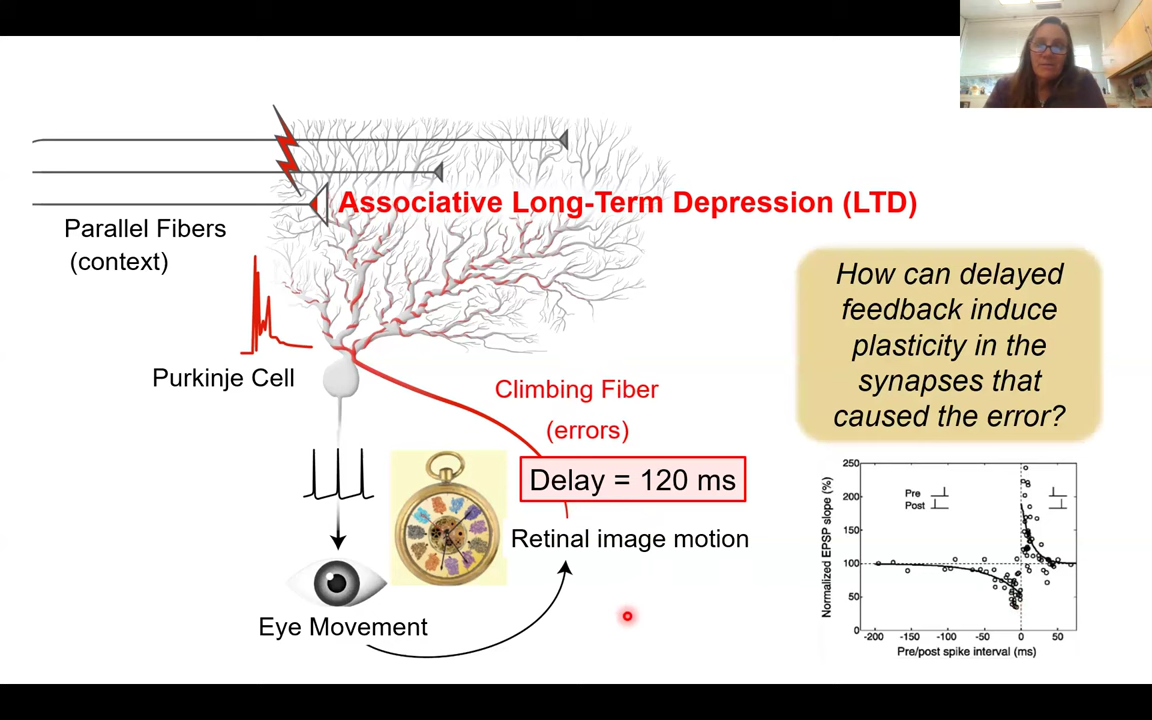 Associative Long-Term Depression (LTD)
Parallel Fibers
(context)
Purkinje Cell
Climbing Fiber
(errors)
Delay = 120 ms
Retinal image motion
Eye Movement
How can delayed
feedback induce
plasticity in the
synapses that
caused the error?
Normalized EPSP slope (%)
250
200
150
100
50
0
Pre
Post
-200 -150 -100 -50 0 50
Pre/post spike interval (ms)